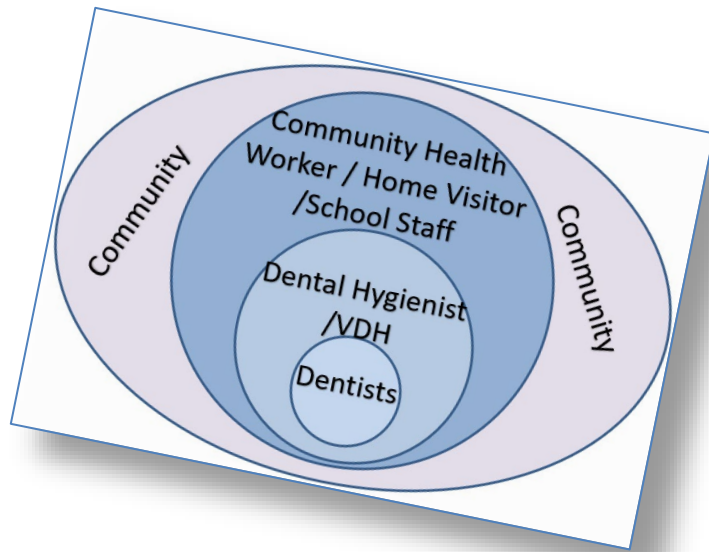 Community
Community Health
Worker / Home Visitor
/School Staff
Community
Dental Hygienist
/VDH
Dentists